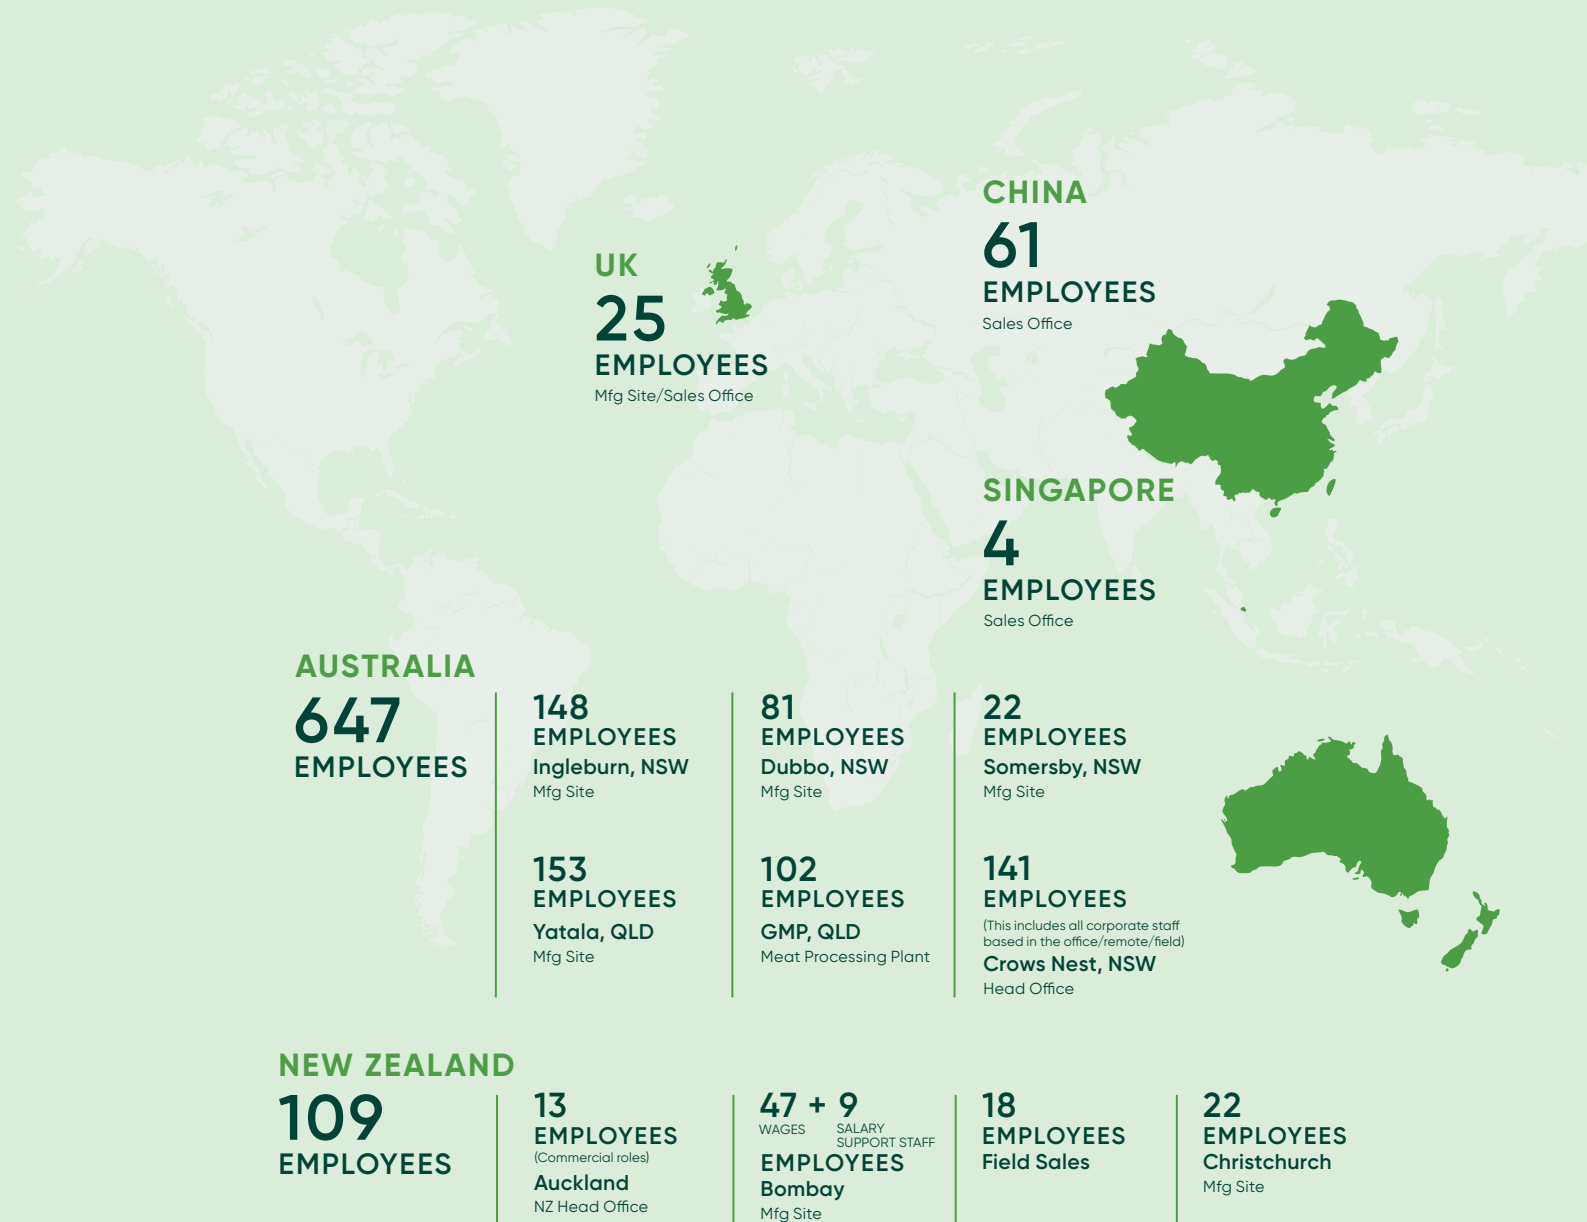 CHINA
61
EMPLOYEES
Sales Office
UK
25
EMPLOYEES
Mfg Site/Sales Office
SINGAPORE
4
EMPLOYEES
Sales Office
AUSTRALIA
647
EMPLOYEES
148
EMPLOYEES
Ingleburn, NSW
Mfg Site
81
EMPLOYEES
Dubbo, NSW
Mfg Site
22
EMPLOYEES
Somersby, NSW
Mfg Site
153
EMPLOYEES
Yatala, QLD
Mfg Site
102
EMPLOYEES
GMP, QLD
Meat Processing Plant
141
EMPLOYEES
(This includes all corporate staff
based in the office/remote/field)
Crows Nest, NSW
Head Office
NEW ZEALAND
109
EMPLOYEES
13
EMPLOYEES
(Commercial roles)
Auckland
NZ Head Office
47 + 9
WAGES SALARY
SUPPORT STAFF
EMPLOYEES
Bombay
Mfg Site
18
EMPLOYEES
Field Sales
22
EMPLOYEES
Christchurch
Mfg Site